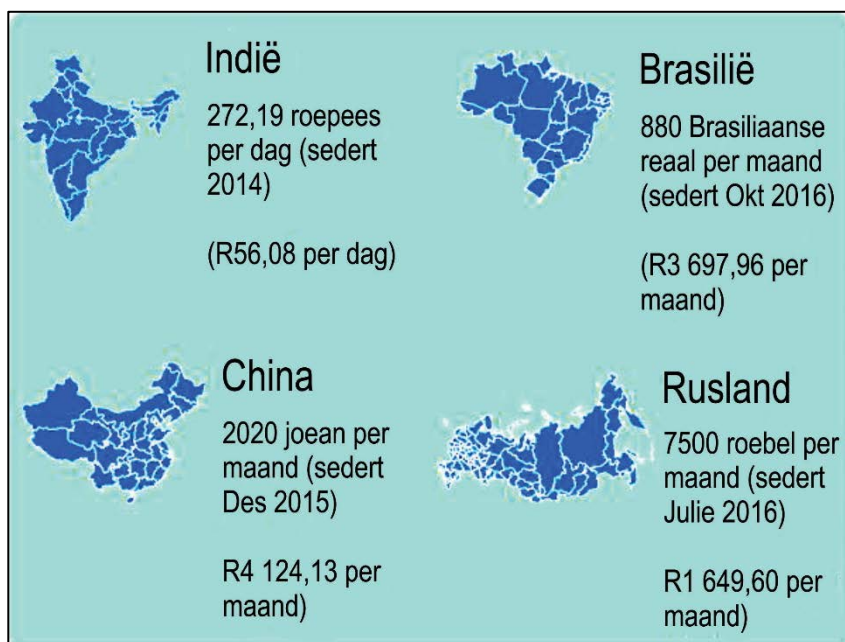 Indië
272,19 roepees
per dag (sedert
2014)
(R56,08 per dag)
Brasilië
880 Brasiliaanse
reaal per maand
(sedert Okt 2016)
(R3 697,96 per
maand)
China
2020 joean per
maand (sedert
Des 2015)
R4 124,13 per
maand)
Rusland
7500 roebel per
maand (sedert
Julie 2016)
R1 649,60 per
maand)